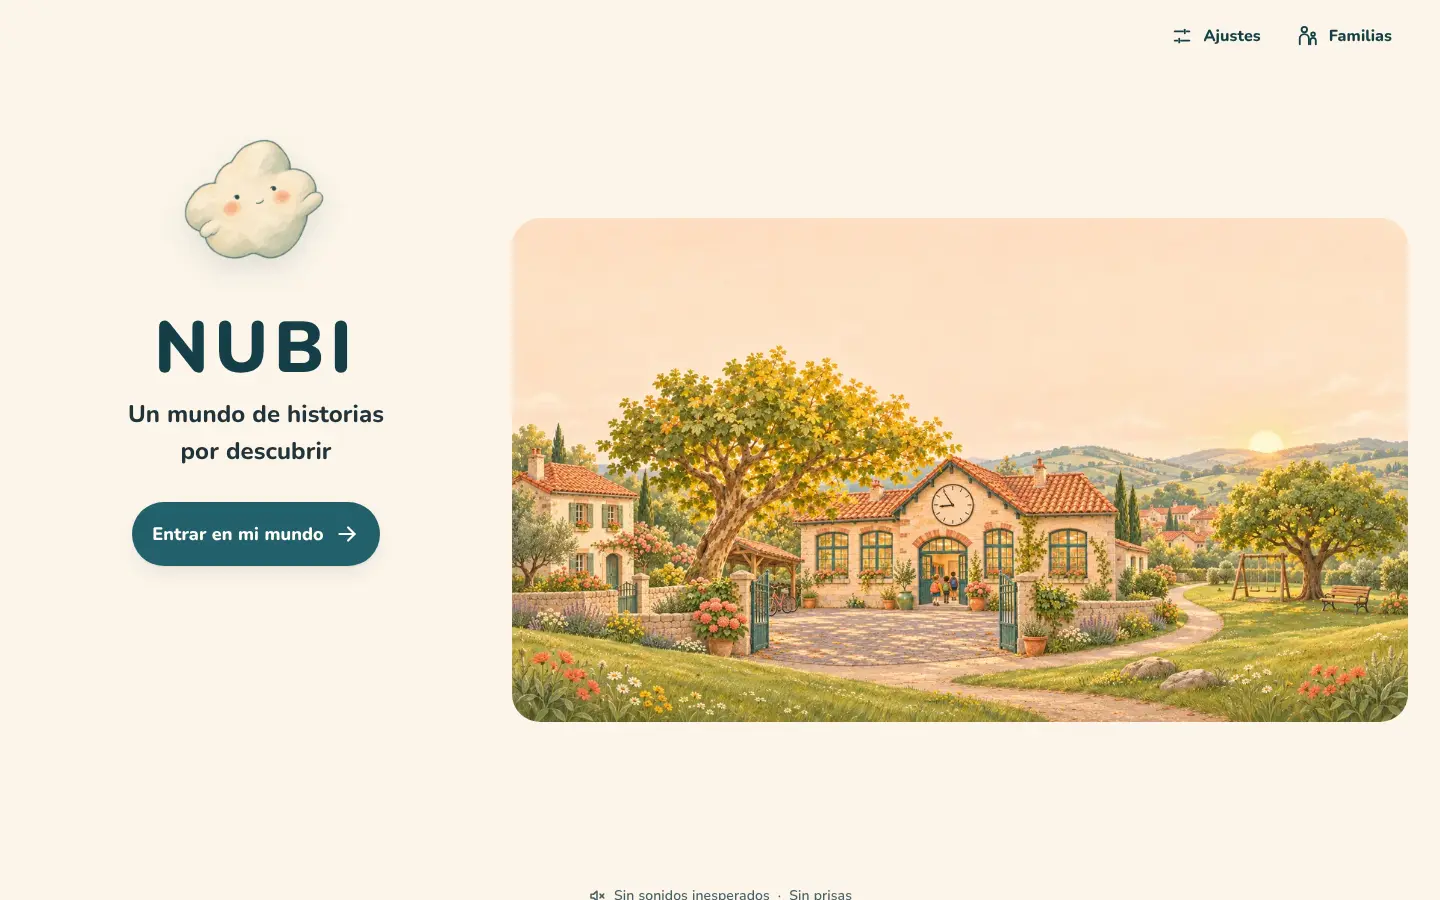 Ajustes
Familias
NUBI
Un mundo de historias
por descubrir
Entrar en mi mundo
Sin sonidos inesperados · Sin prisas